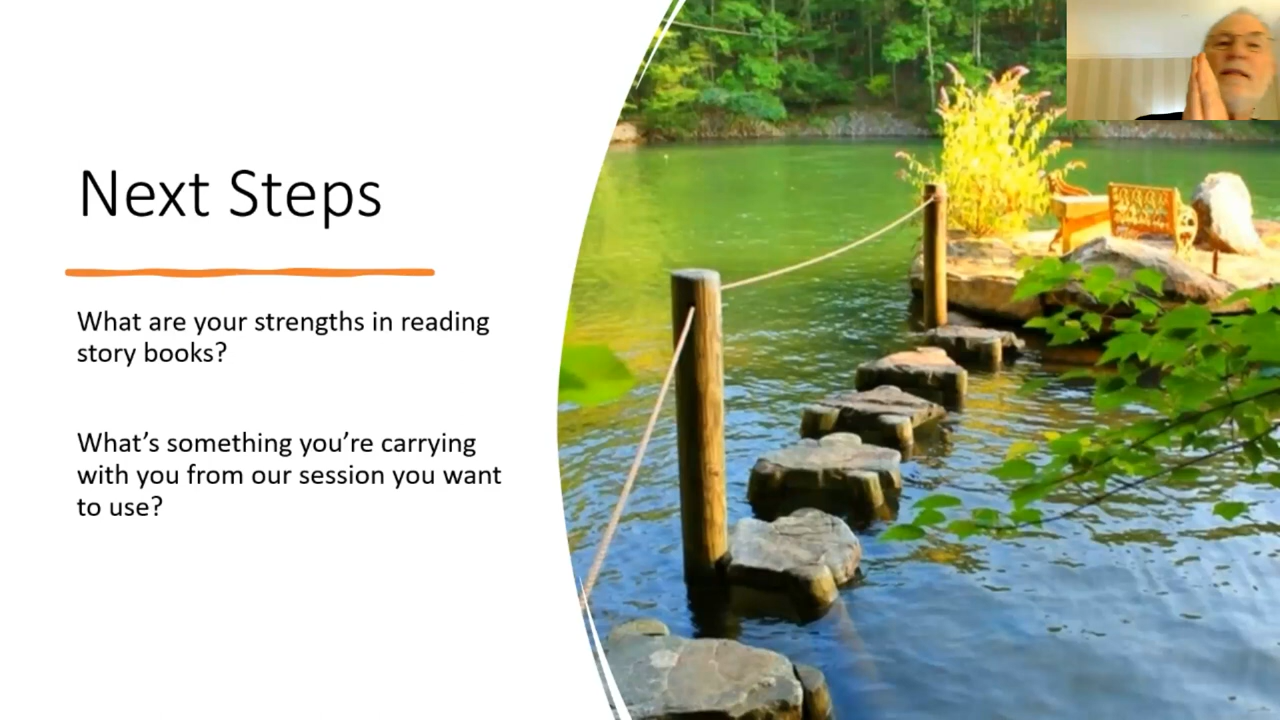 Next Steps
What are your strengths in reading
story books?
What’s something you’re carrying
with you from our session you want
to use?